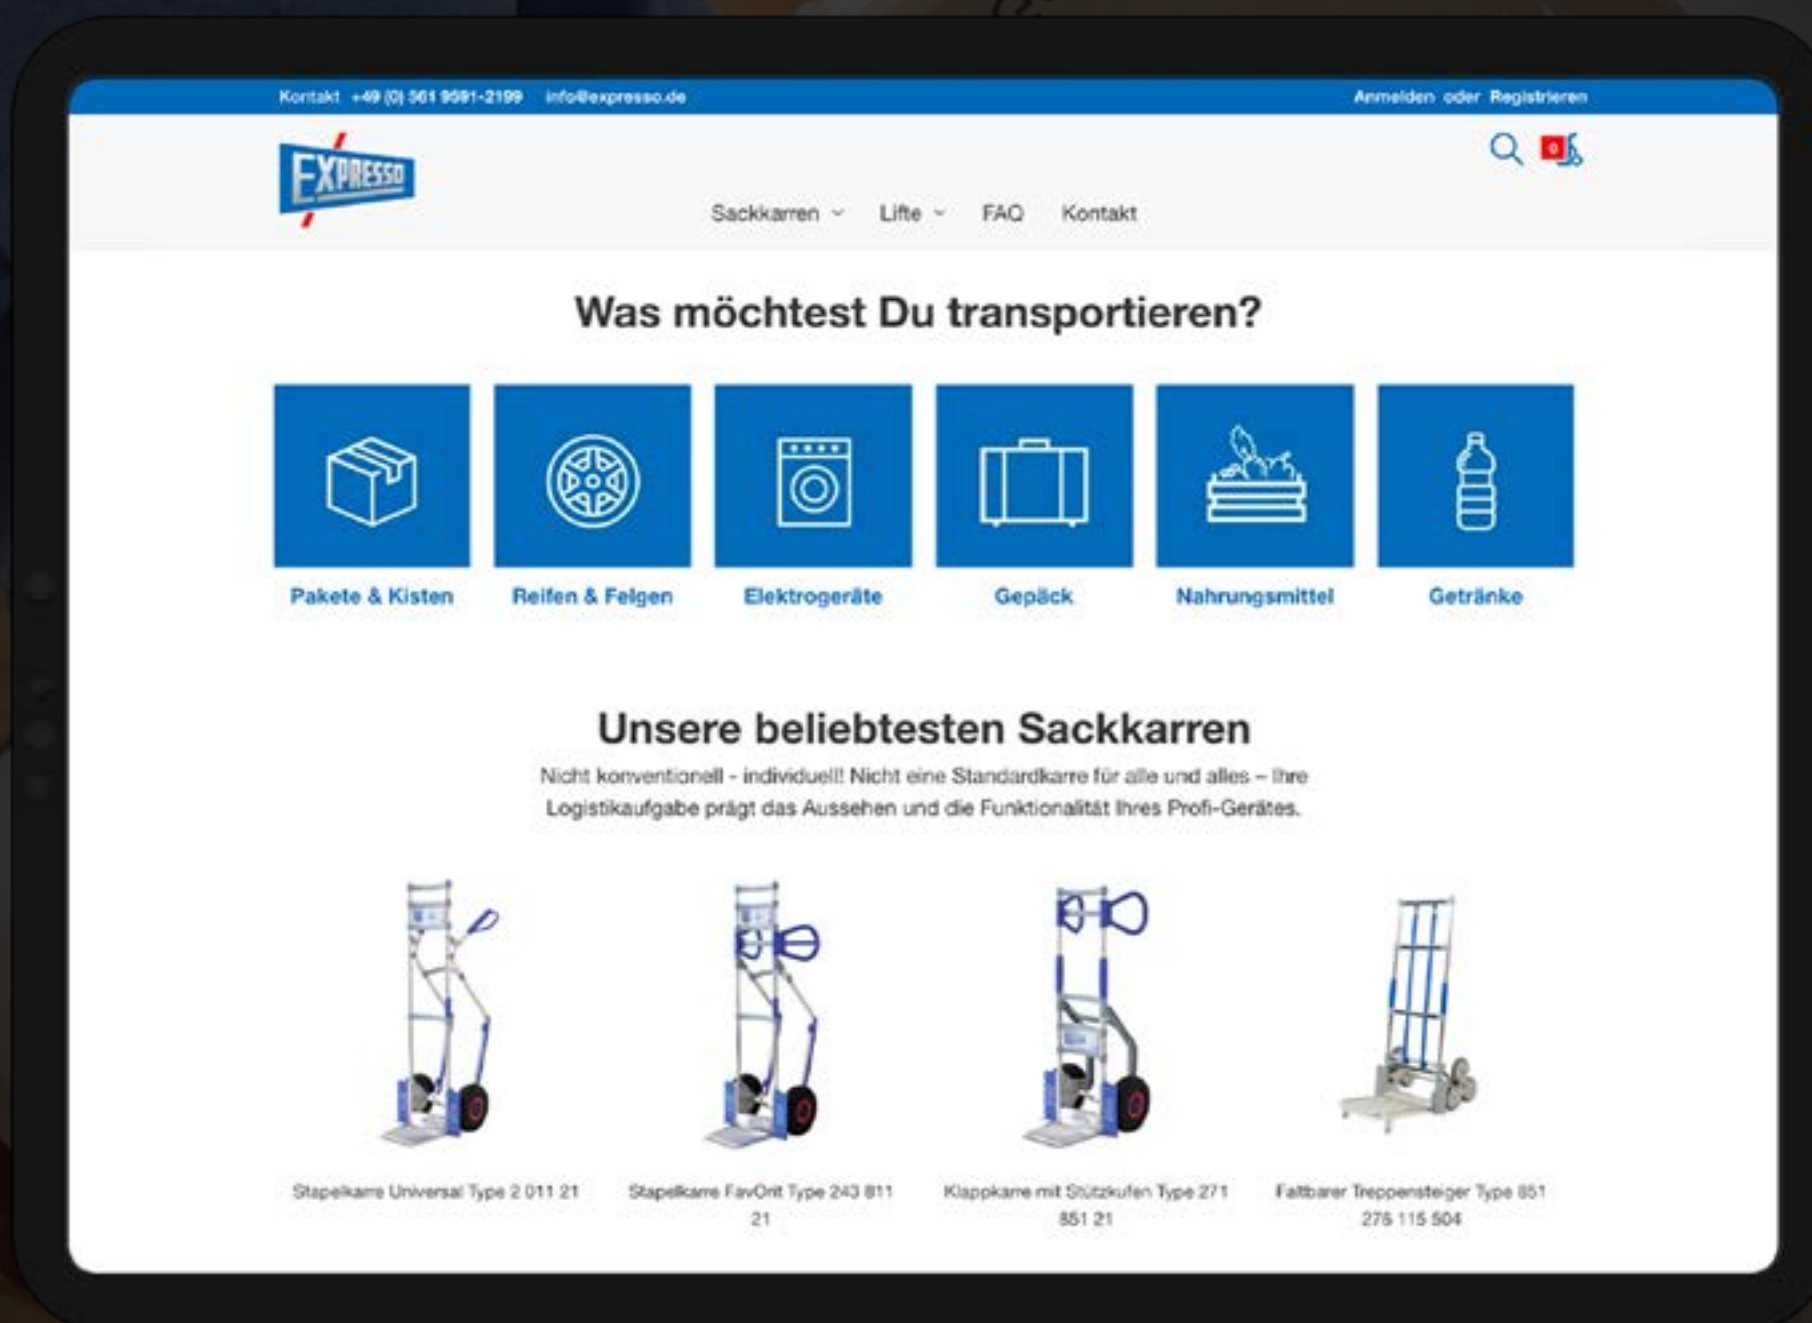 Kontakt +49 (0) 561 9591-2199 info@expresso.de
Anmelden oder Registrieren
EXPRESSO
0
Sackkarren Lifte FAQ Kontakt
Was möchtest Du transportieren?
Pakete & Kisten Reifen & Felgen Elektrogeräte Gepäck Nahrungsmittel Getränke
Unsere beliebtesten Sackkarren
Nicht konventionell - individuell! Nicht eine Standardkarre für alle und alles – Ihre
Logistikaufgabe prägt das Aussehen und die Funktionalität Ihres Profi-Gerätes.
Stapelkarre Universal Type 2 011 21
Stapelkarre FavOrit Type 243 811
21
Klappkarre mit Stützkufen Type 271
851 21
Faltbarer Treppensteiger Type 851
276 115 504